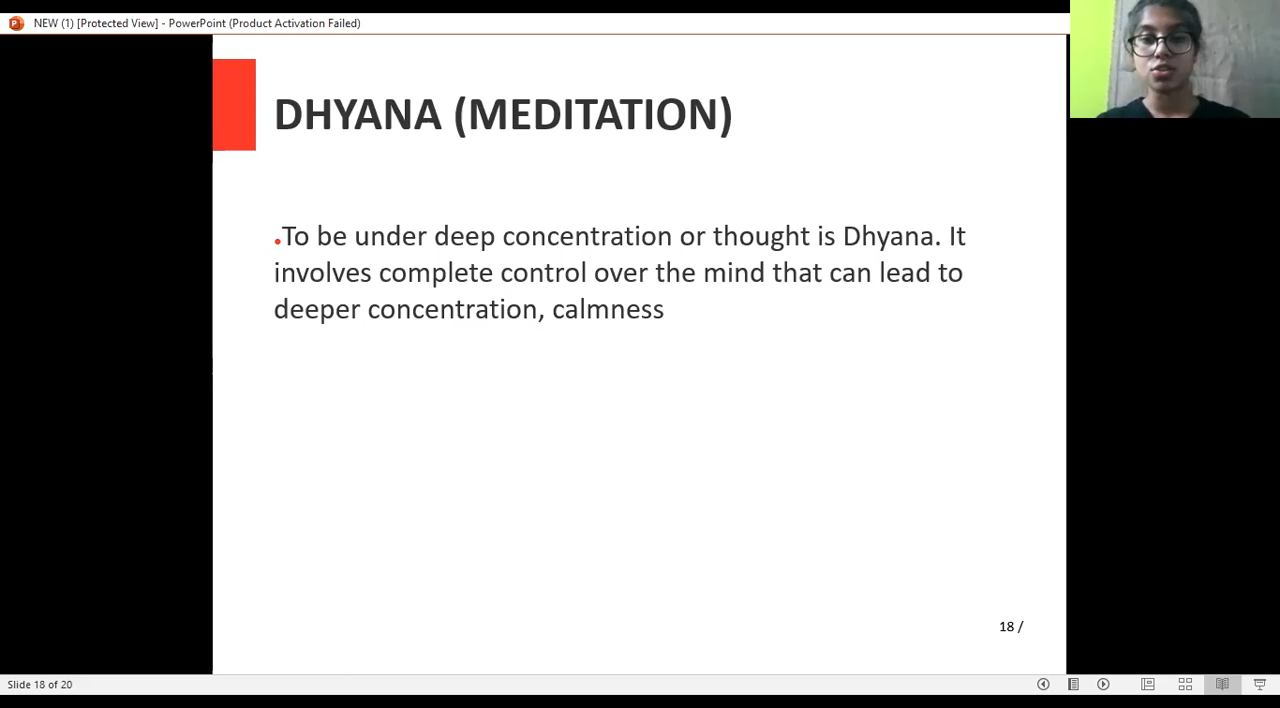 NEW (1) [Protected View] - PowerPoint (Product Activation Failed)
DHYANA (MEDITATION)
•To be under deep concentration or thought is Dhyana. It
involves complete control over the mind that can lead to
deeper concentration, calmness
18 /
Slide 18 of 20